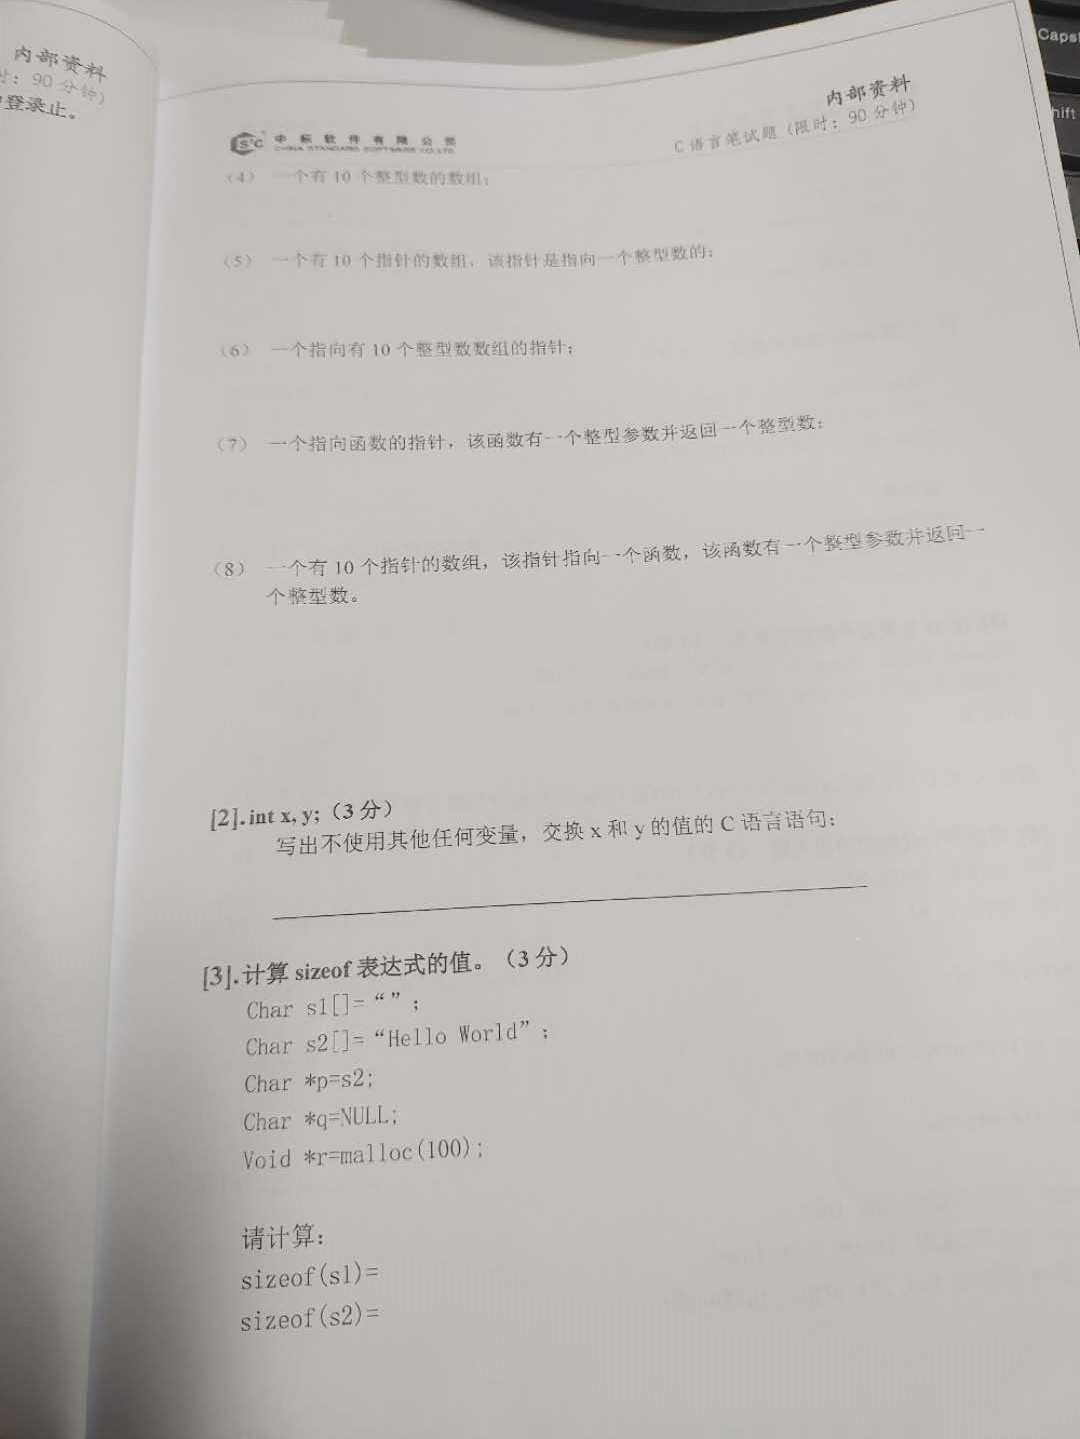 内部资料
时：90 分钟）
登录止。
内部资料
C 语言笔试题（限时：90 分钟）
S²C 中标软件有限公司
CHINA STANDARD SOFTWARE CO.,LTD.
（4） 一个有 10 个整型数的数组；
（5） 一个有 10 个指针的数组，该指针是指向一个整型数的；
（6） 一个指向有 10 个整型数数组的指针；
（7） 一个指向函数的指针，该函数有一个整型参数并返回一个整型数；
（8） 一个有 10 个指针的数组，该指针指向一个函数，该函数有一个整型参数并返回一
个整型数。
[2].int x, y;（3 分）
写出不使用其他任何变量，交换 x 和 y 的值的 C 语言语句：
[3].计算 sizeof 表达式的值。（3 分）
Char s1[]=“”;
Char s2[]=“Hello World”;
Char *p=s2;
Char *q=NULL;
Void *r=malloc(100);
请计算：
sizeof(s1)=
sizeof(s2)=
Caps
hift